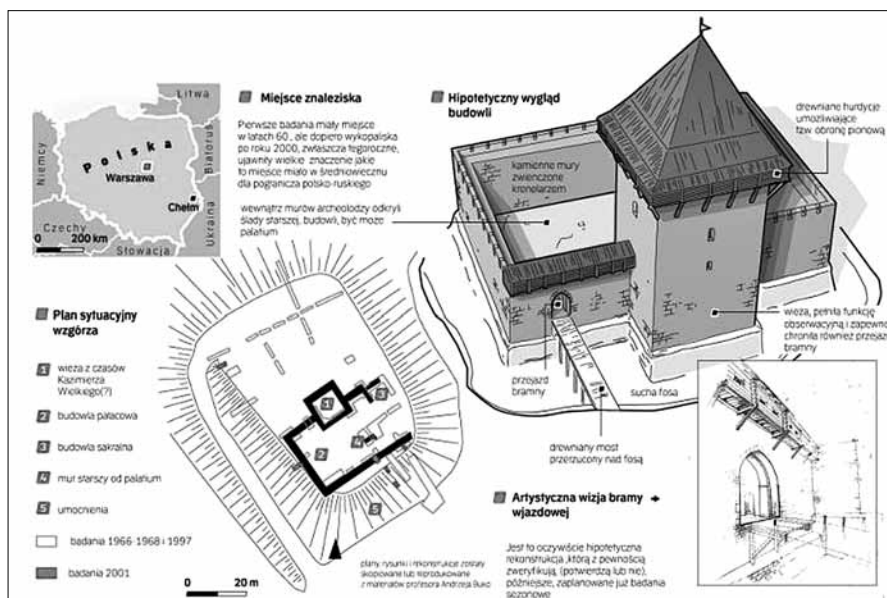 Litwa
Niemcy
Polska
Warszawa
Białoruś
Chełm
Ukraina
Czechy
Słowacja
0 200 km
Miejsce znaleziska
Pierwsze badania miały miejsce
w latach 60., ale dopiero wykopaliska
po roku 2000, zwłaszcza tegoroczne,
ujawniły wielkie znaczenie jakie
to miejsce miało w średniowieczu
dla pogranicza polsko-ruskiego
wewnątrz murów archeolodzy odkryli
ślady starszej, budowli, być może
palatium
Hipotetyczny wygląd
budowli
drewniane hurdycje
umożliwiające
tzw. obronę pionową
kamienne mury
zwieńczone
krenelarzem
wieża, pełniła funkcję
obserwacyjną i zapewne
chroniła również przejazd
bramny
przejazd
bramny
sucha fosa
drewniany most
przerzucony nad fosą
Plan sytuacyjny
wzgórza
1 wieża z czasów
Kazimierza
Wielkiego(?)
2 budowla pałacowa
3 budowla sakralna
4 mur starszy od palatium
5 umocnienia
badania 1966-1968 i 1997
badania 2001
1
2
3
4
5
0 20 m
plany, rysunki i rekonstrukcje zostały
skopiowane lub reprodukowane
z materiałów profesora Andrzeja Buko
Artystyczna wizja bramy
wjazdowej
Jest to oczywiście hipotetyczna
rekonstrukcja, którą z pewnością
zweryfikują, (potwierdzą lub nie),
późniejsze, zaplanowane już badania
sezonowe